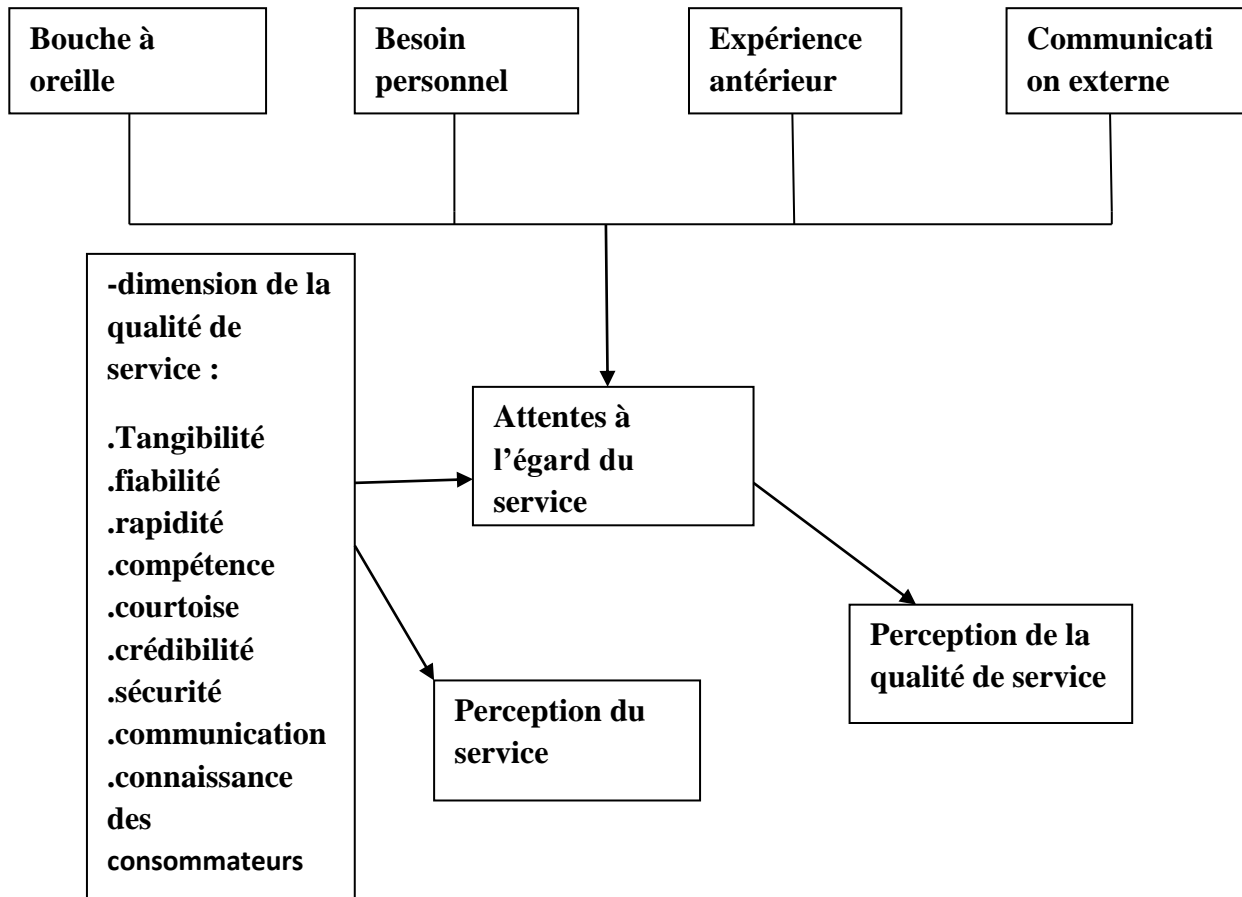 Bouche à
oreille
Besoin
personnel
Expérience
antérieur
Communicati
on externe
-dimension de la
qualité de
service :
.Tangibilité
.fiabilité
.rapidité
.compétence
.courtoise
.crédibilité
.sécurité
.communication
.connaissance
des
consommateurs
Attentes à
l’égard du
service
Perception de la
qualité de service
Perception du
service